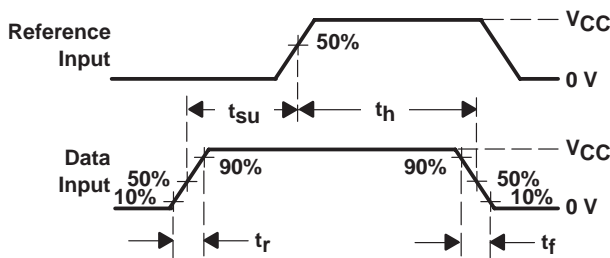 Reference
Input
50%
VCC
0 V
tsu
th
Data
Input
50%
10%
90%
90%
50%
10%
VCC
0 V
tr
tf